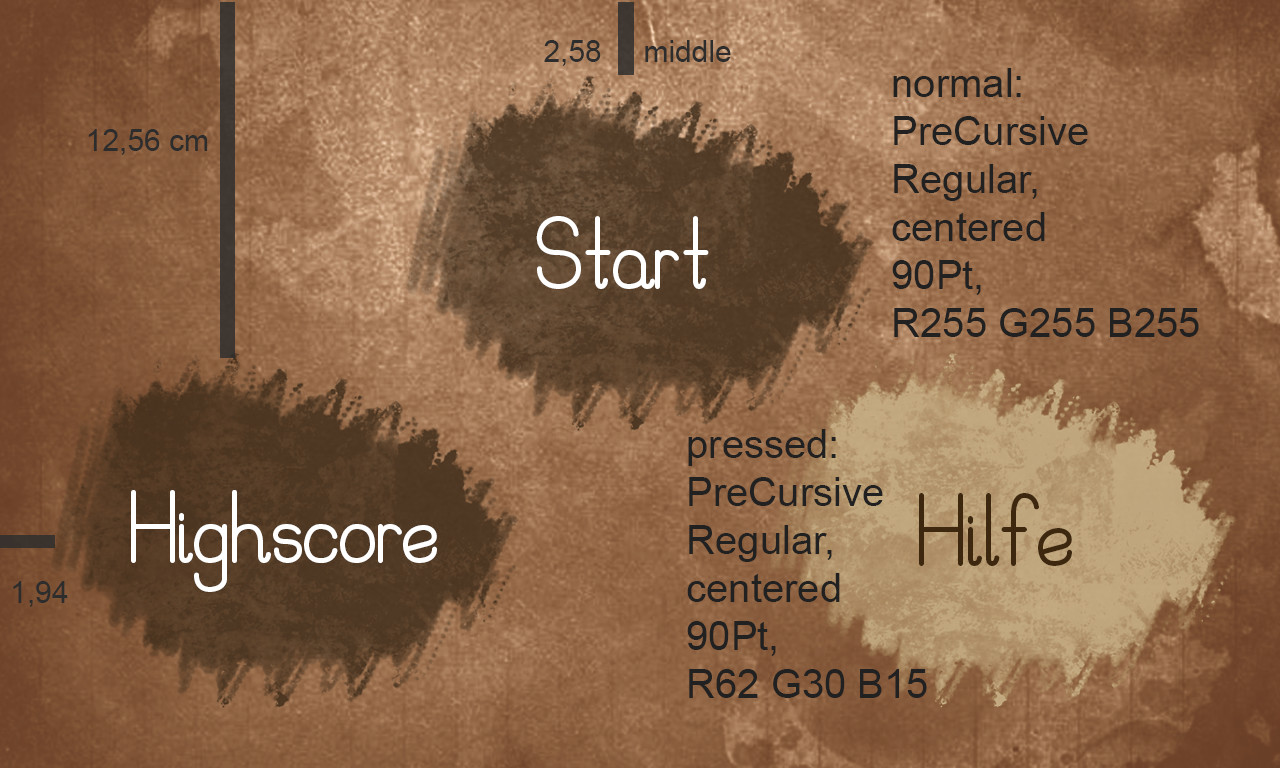 2,58 middle
12,56 cm
normal:
PreCursive
Regular,
centered
90Pt,
R255 G255 B255
Start
pressed:
PreCursive
Regular,
centered
90Pt,
R62 G30 B15
Highscore
Hilfe
1,94